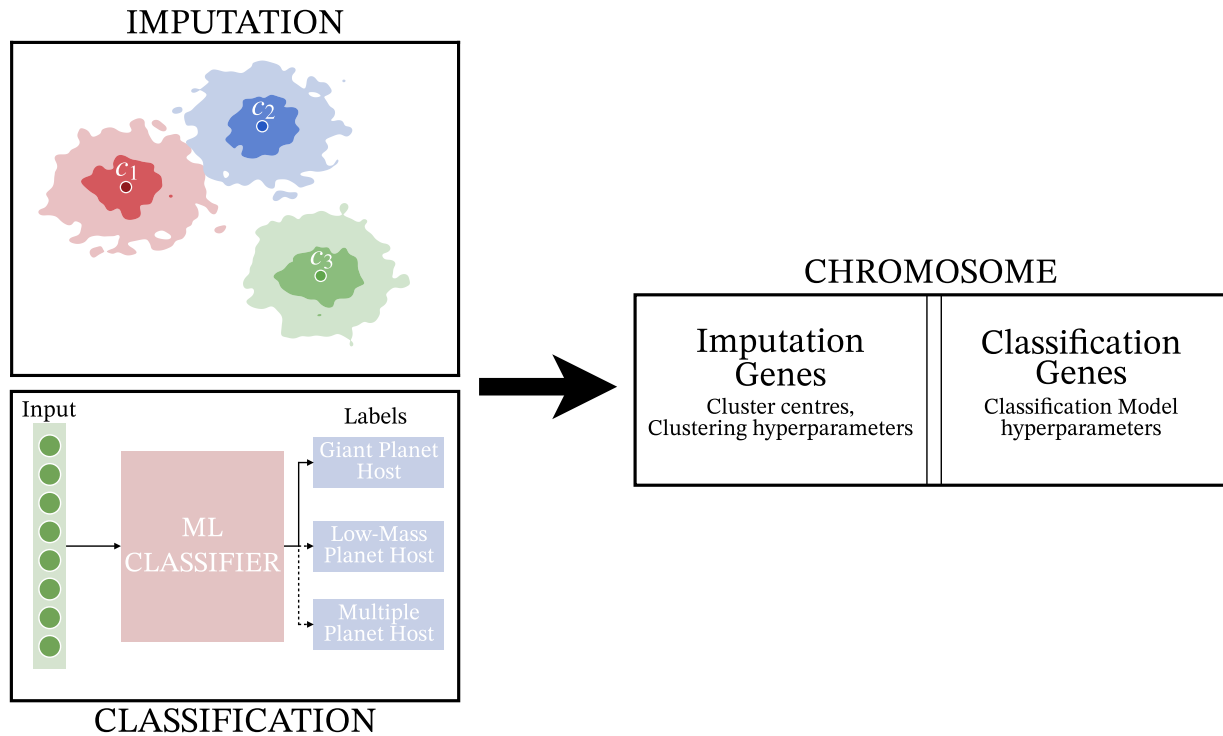 IMPUTATION
c2
c1
c3
Input
Labels
Giant Planet
Host
ML
CLASSIFIER
Low-Mass
Planet Host
Multiple
Planet Host
CLASSIFICATION
CHROMOSOME
Imputation
Genes
Cluster centres,
Clustering hyperparameters
Classification
Genes
Classification Model
hyperparameters